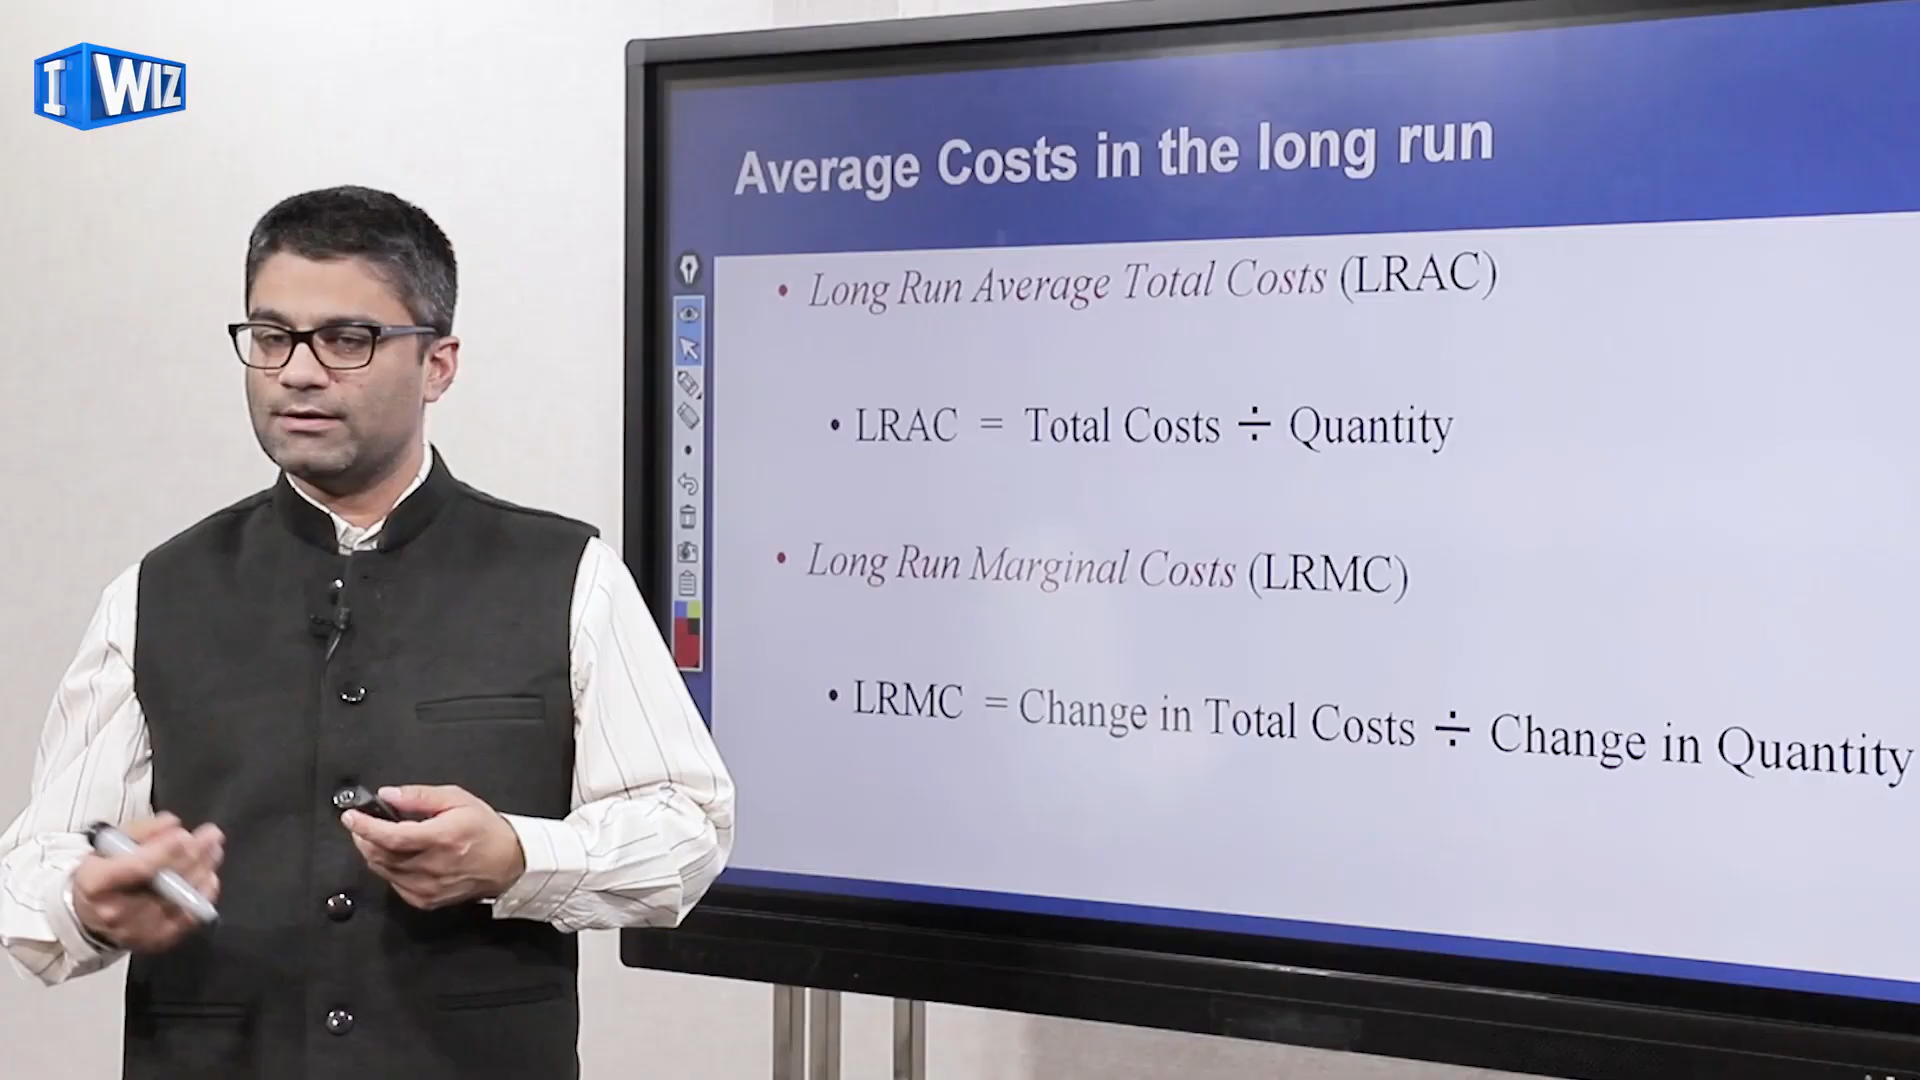 I WIZ
Average Costs in the long run
• Long Run Average Total Costs (LRAC)
• LRAC = Total Costs ÷ Quantity
• Long Run Marginal Costs (LRMC)
• LRMC = Change in Total Costs ÷ Change in Quantity